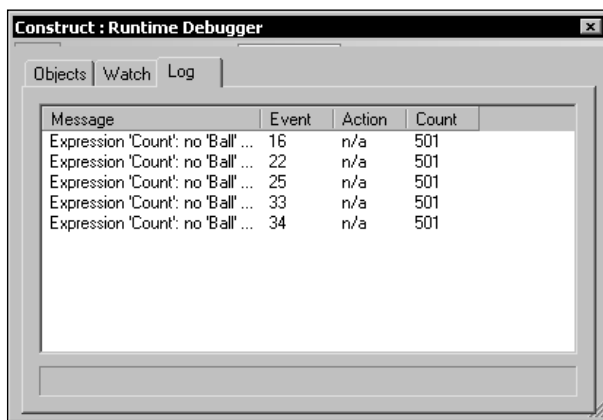 Construct : Runtime Debugger
Objects Watch Log
Message Event Action Count
Expression 'Count': no 'Ball' ... 16 n/a 501
Expression 'Count': no 'Ball' ... 22 n/a 501
Expression 'Count': no 'Ball' ... 25 n/a 501
Expression 'Count': no 'Ball' ... 33 n/a 501
Expression 'Count': no 'Ball' ... 34 n/a 501